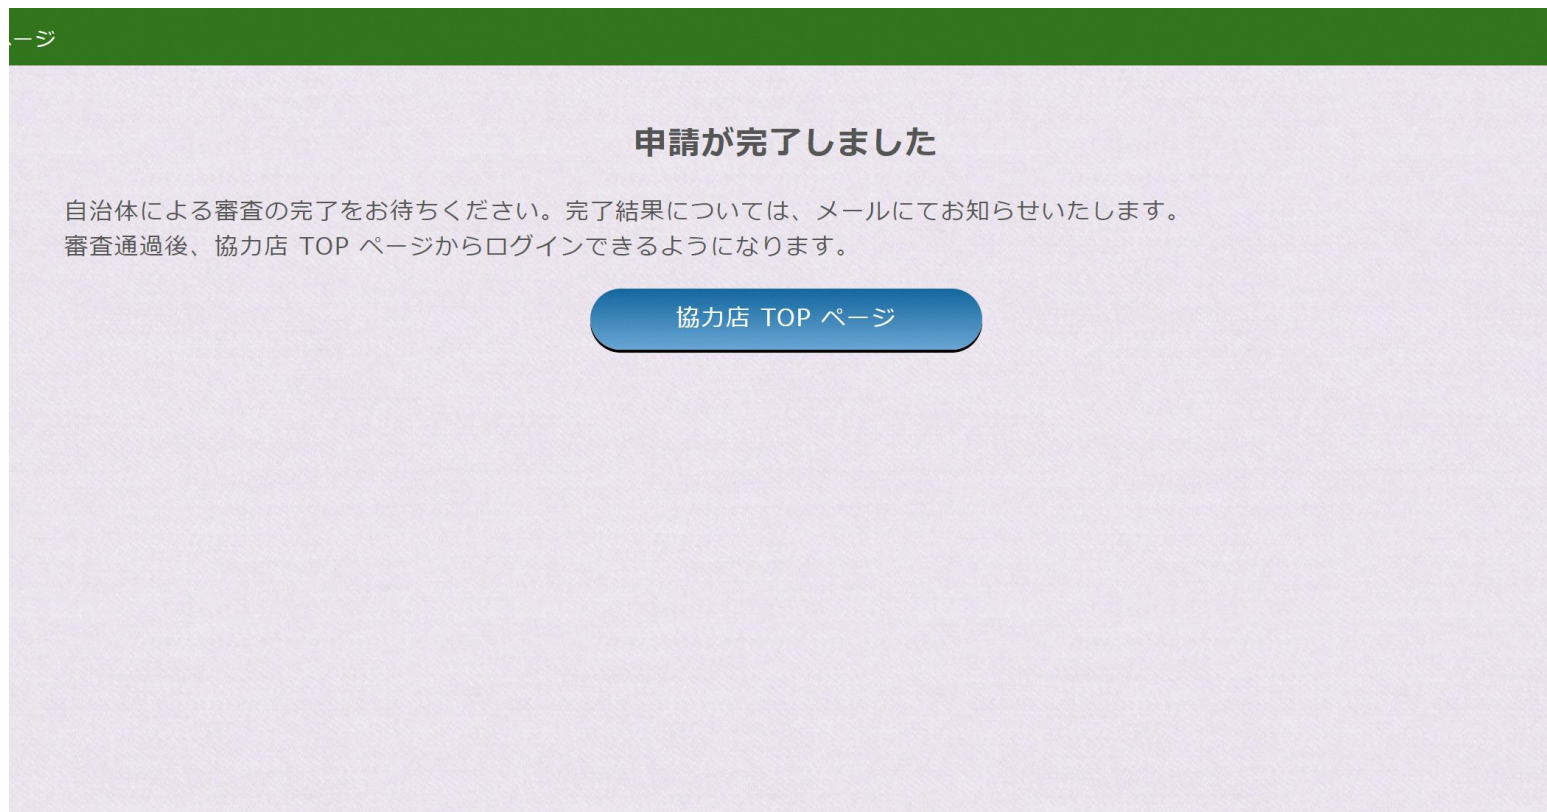 ージ
申請が完了しました
自治体による審査の完了をお待ちください。完了結果については、メールにてお知らせいたします。
審査通過後、協力店 TOP ページからログインできるようになります。
協力店 TOP ページ